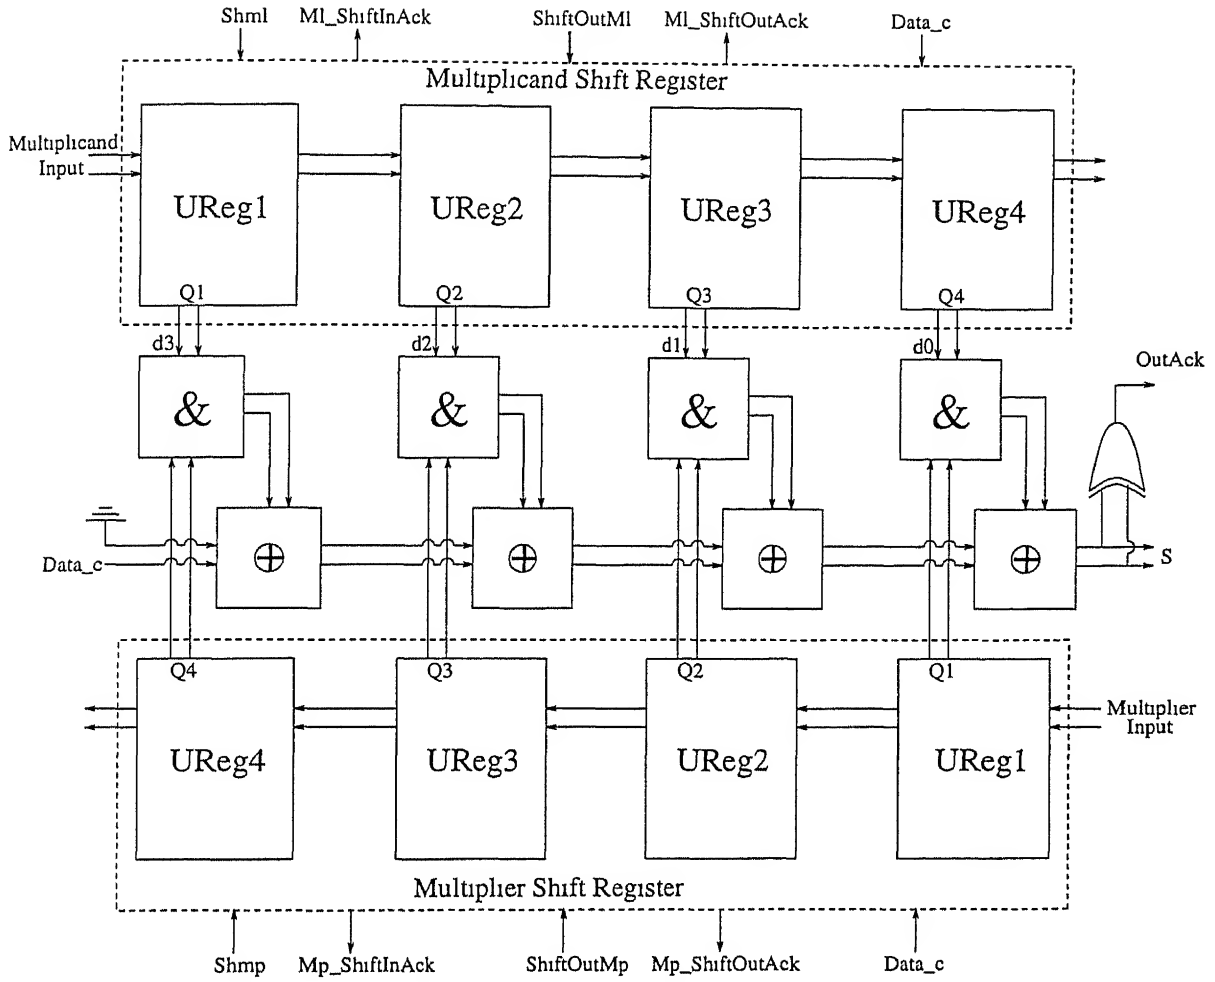 Shml Ml_ShiftInAck ShiftOutMl Ml_ShiftOutAck Data_c
Multiplicand Shift Register
Multiplicand
Input
UReg1 UReg2 UReg3 UReg4
Q1 Q2 Q3 Q4
d3 d2 d1 d0
OutAck
& & & &
Data_c
S
Q4 Q3 Q2 Q1
Multiplier
Input
UReg4 UReg3 UReg2 UReg1
Multiplier Shift Register
Shmp Mp_ShiftInAck ShiftOutMp Mp_ShiftOutAck Data_c